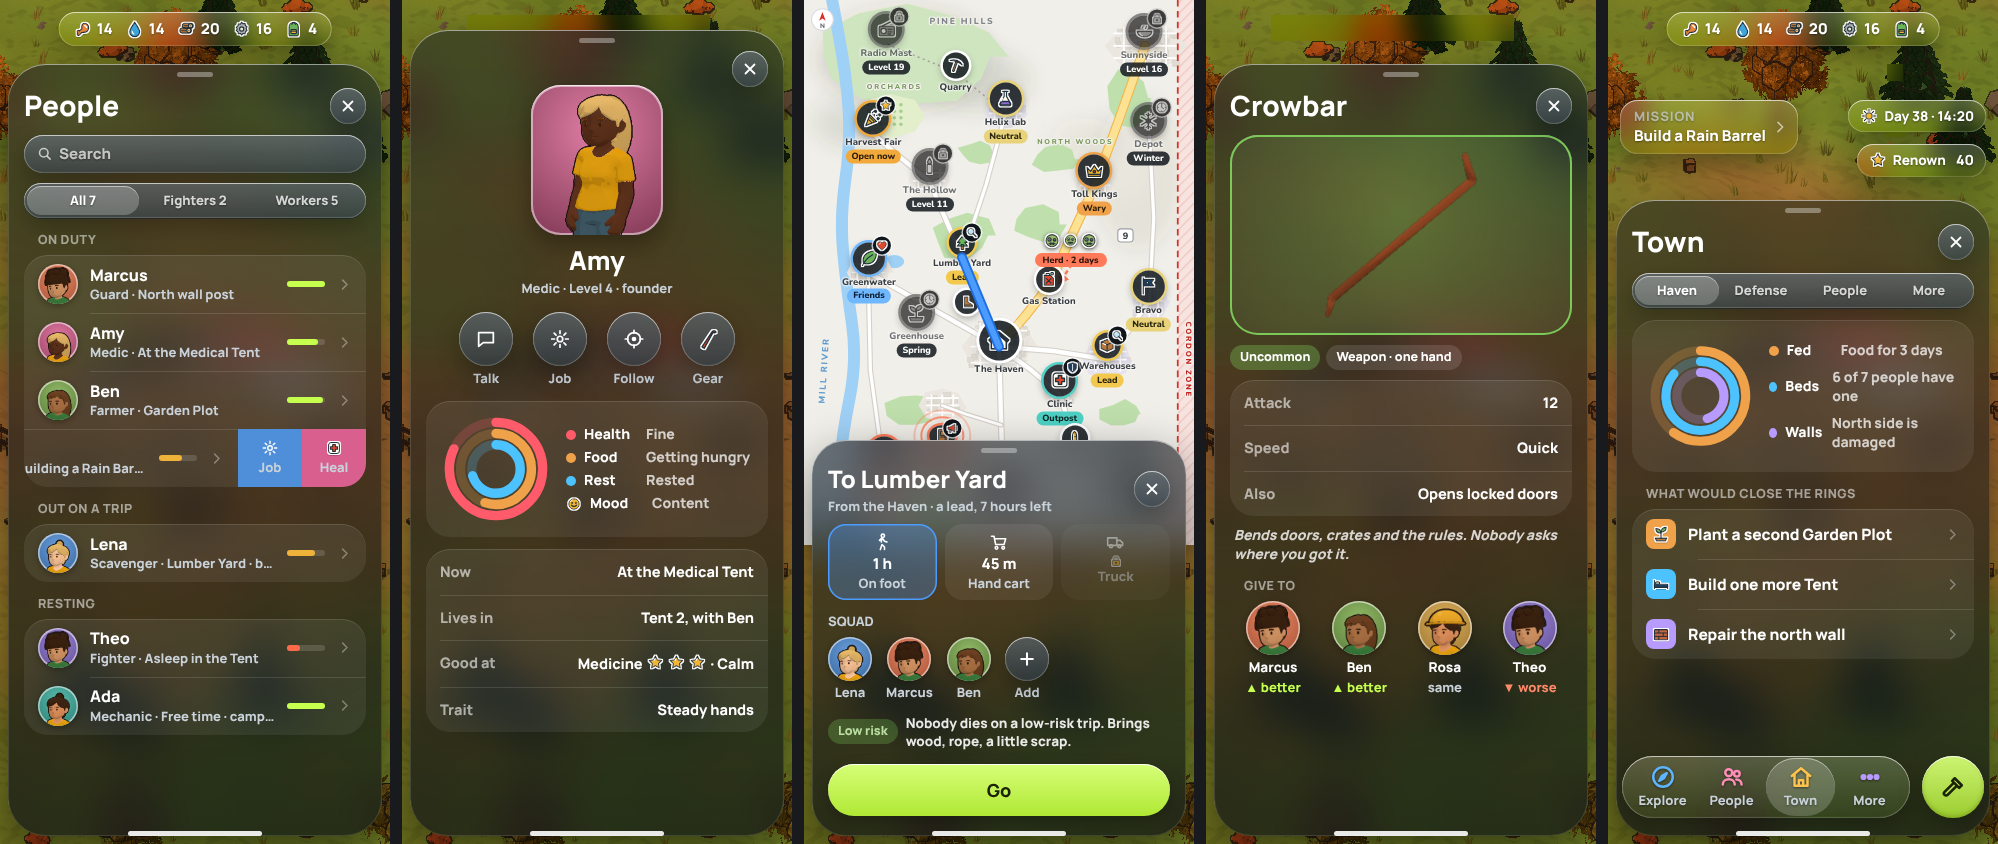 14 14 20 16 4
People
Search
All 7 Fighters 2 Workers 5
ON DUTY
Marcus
Guard · North wall post
Amy
Medic · At the Medical Tent
Ben
Farmer · Garden Plot
uilding a Rain Bar...
Job
Heal
OUT ON A TRIP
Lena
Scavenger · Lumber Yard · b...
RESTING
Theo
Fighter · Asleep in the Tent
Ada
Mechanic · Free time · camp...
Amy
Medic · Level 4 · founder
Talk Job Follow Gear
Health Fine
Food Getting hungry
Rest Rested
Mood Content
Now At the Medical Tent
Lives in Tent 2, with Ben
Good at Medicine · Calm
Trait Steady hands
N
PINE HILLS
Radio Mast
Level 19
Sunnyside
Level 16
Quarry
ORCHARDS
Helix lab
Neutral
Harvest Fair
Open now
NORTH WOODS
Depot
Winter
The Hollow
Level 11
Toll Kings
Wary
9
Lumber Yard
Lea
Herd · 2 days
Greenwater
Friends
Gas Station
Bravo
Neutral
Greenhouse
Spring
The Haven
Warehouses
Lead
Clinic
Outpost
MILL RIVER
CORDON ZONE
To Lumber Yard
From the Haven · a lead, 7 hours left
1 h
On foot
45 m
Hand cart
Truck
SQUAD
Lena Marcus Ben Add
Low risk
Nobody dies on a low-risk trip. Brings
wood, rope, a little scrap.
Go
Crowbar
Uncommon Weapon · one hand
Attack 12
Speed Quick
Also Opens locked doors
Bends doors, crates and the rules. Nobody asks
where you got it.
GIVE TO
Marcus Ben Rosa Theo
▲ better ▲ better same ▼ worse
14 14 20 16 4
MISSION
Build a Rain Barrel
Day 38 · 14:20
Renown 40
Town
Haven Defense People More
Fed Food for 3 days
Beds 6 of 7 people have
one
Walls North side is
damaged
WHAT WOULD CLOSE THE RINGS
Plant a second Garden Plot
Build one more Tent
Repair the north wall
Explore People Town More